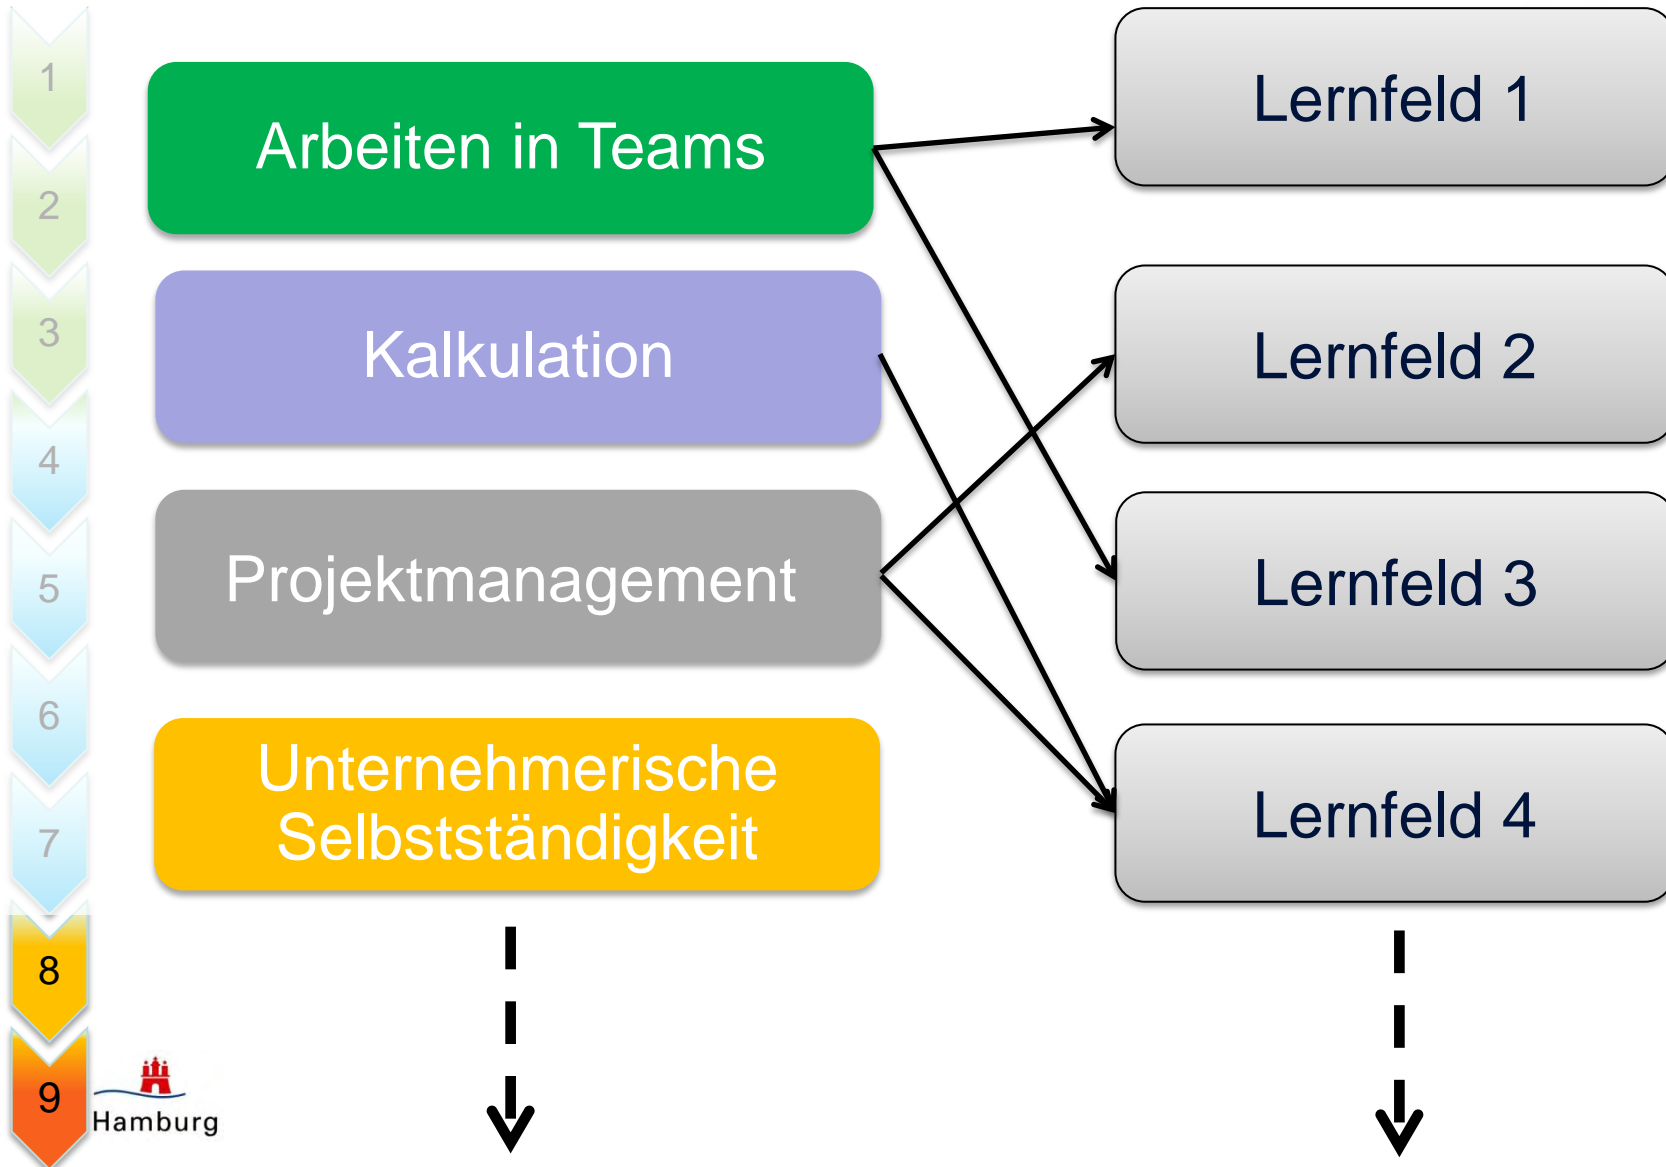 1
2
3
4
5
6
7
8
9
Arbeiten in Teams
Kalkulation
Projektmanagement
Unternehmerische
Selbstständigkeit
Lernfeld 1
Lernfeld 2
Lernfeld 3
Lernfeld 4
Hamburg